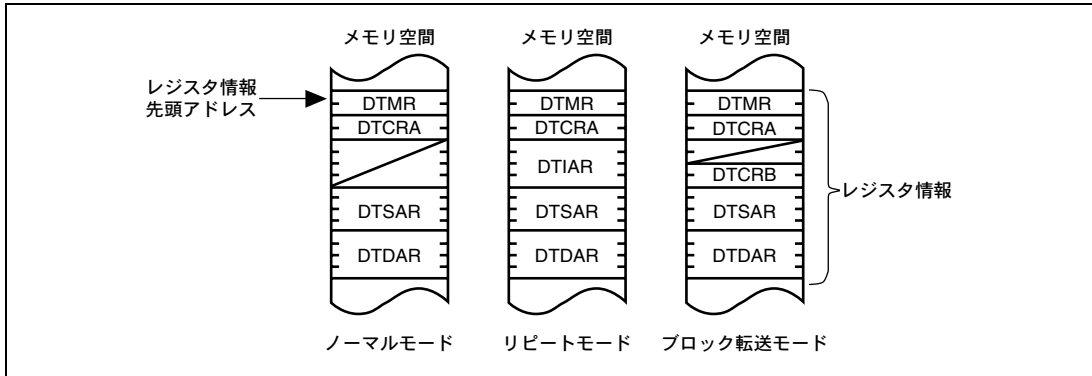 メモリ空間
メモリ空間
メモリ空間
レジスタ情報
先頭アドレス
DTMR
DTCRA
DTSAR
DTDAR
DTMR
DTCRA
DTIAR
DTSAR
DTDAR
DTMR
DTCRA
DTCRB
DTSAR
DTDAR
レジスタ情報
ノーマルモード
リピートモード
ブロック転送モード